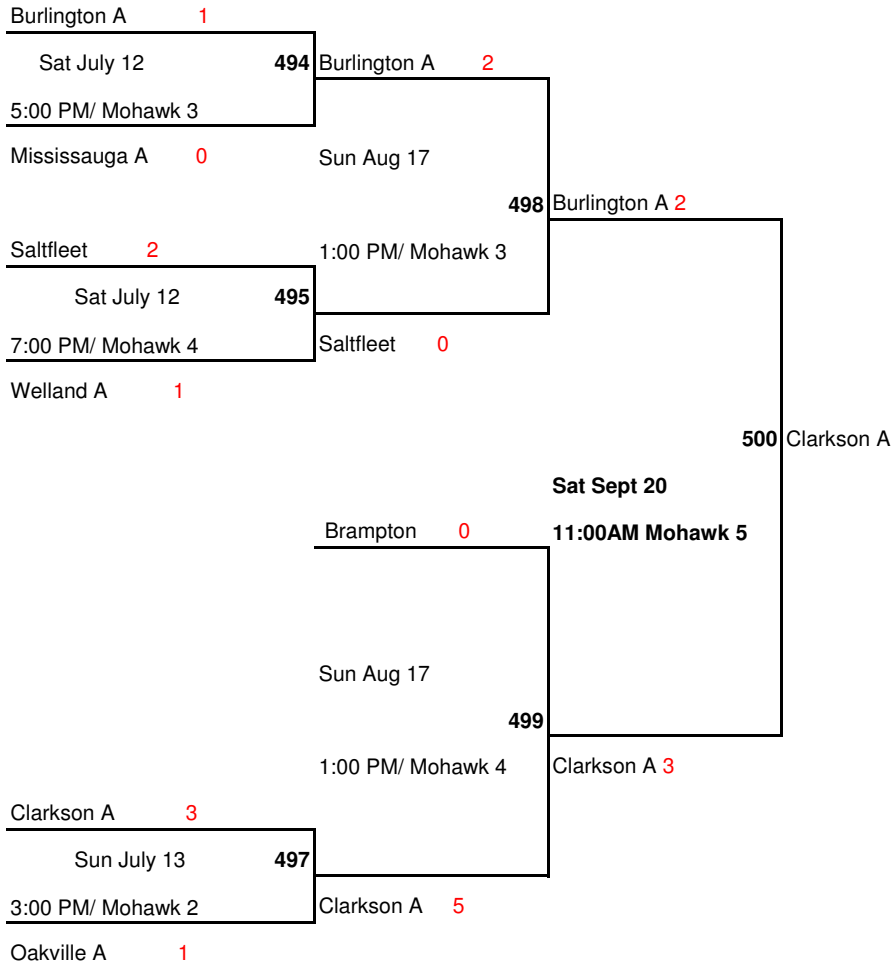 Burlington A 1
Sat July 12 494 Burlington A 2
5:00 PM/ Mohawk 3
Mississauga A 0 Sun Aug 17
498 Burlington A 2
Saltfleet 2 1:00 PM/ Mohawk 3
Sat July 12 495
7:00 PM/ Mohawk 4 Saltfleet 0
Welland A 1
500 Clarkson A
Sat Sept 20
Brampton 0 11:00AM Mohawk 5
Sun Aug 17
499
1:00 PM/ Mohawk 4 Clarkson A 3
Clarkson A 3
Sun July 13 497
3:00 PM/ Mohawk 2 Clarkson A 5
Oakville A 1